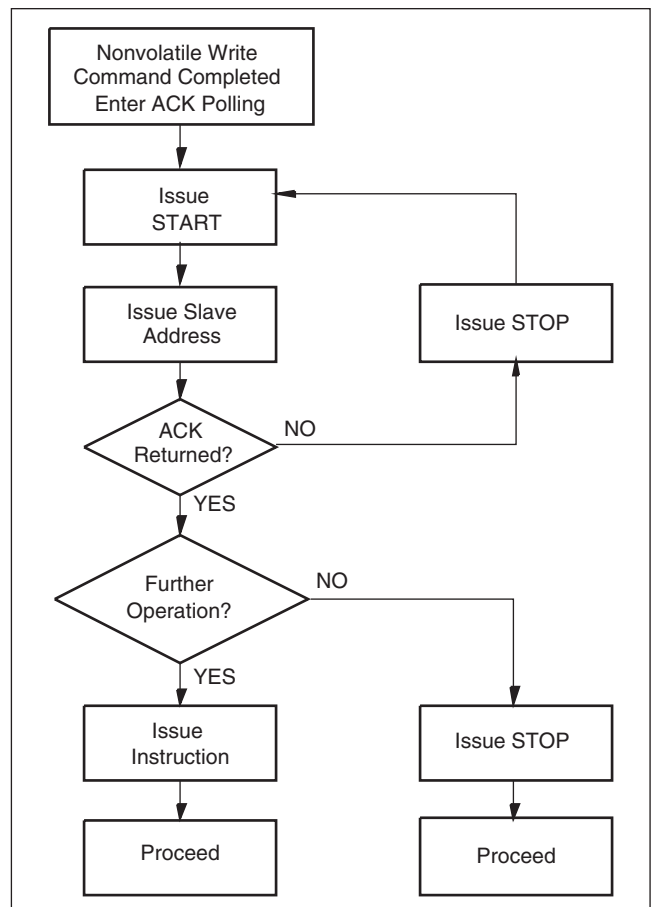 Nonvolatile Write
Command Completed
Enter ACK Polling
Issue
START
Issue Slave
Address
Issue STOP
ACK
Returned?
NO
YES
Further
Operation?
NO
YES
Issue
Instruction
Issue STOP
Proceed
Proceed